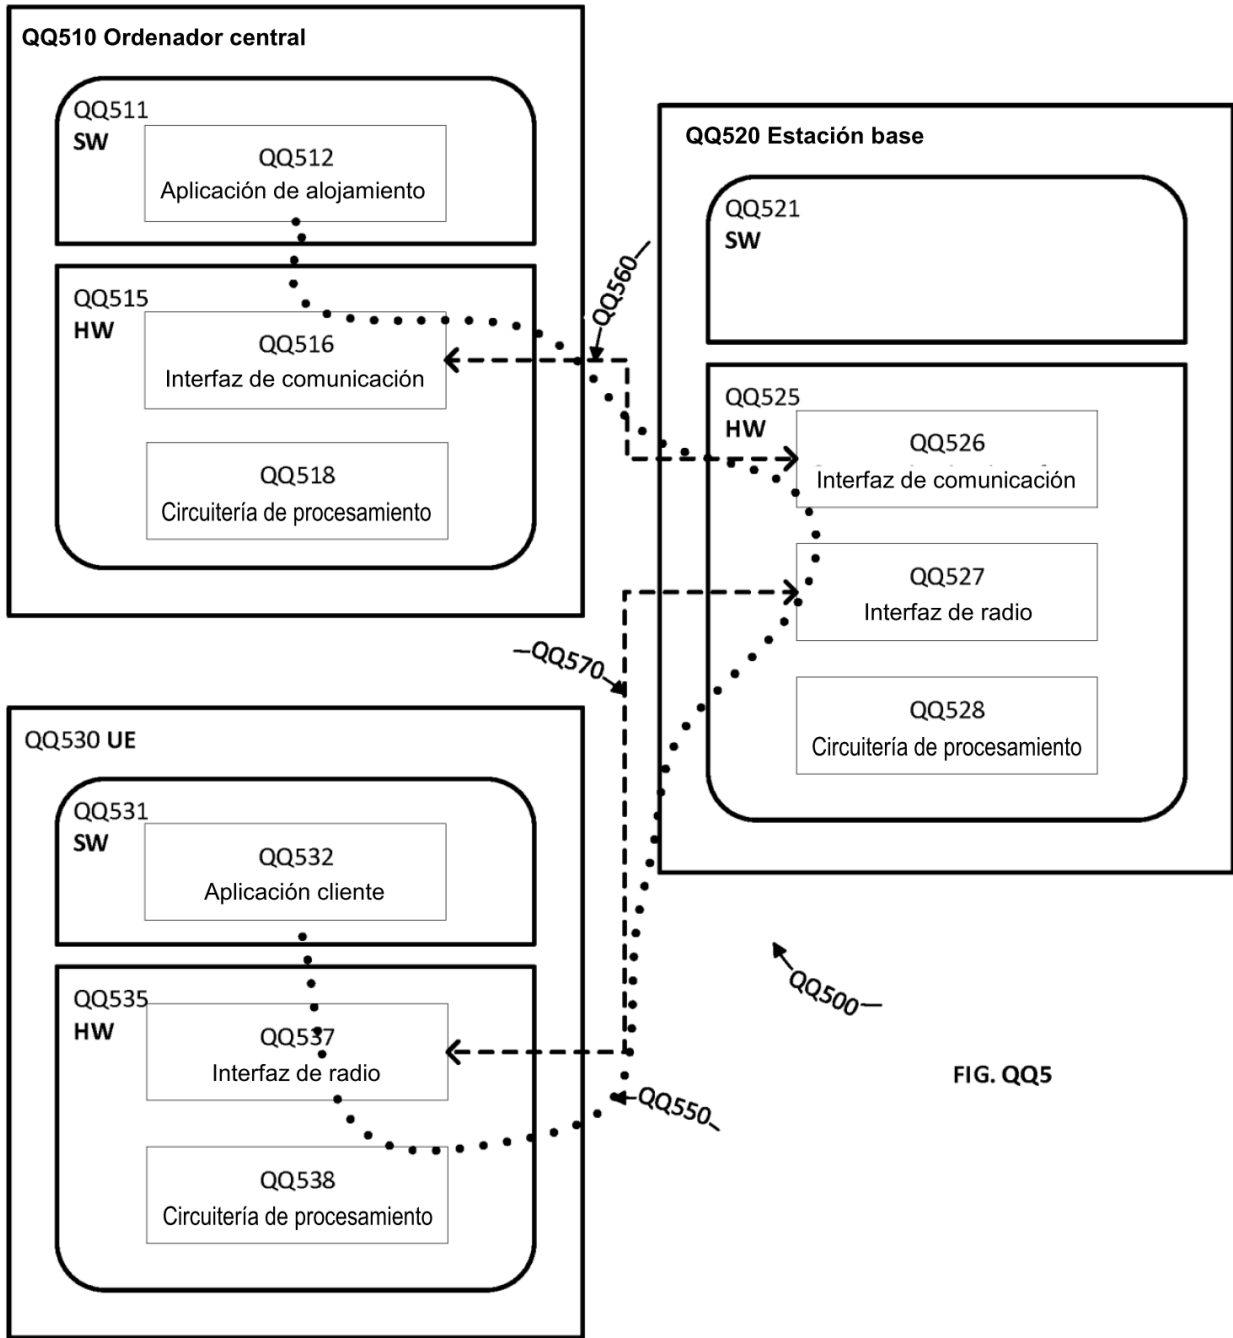 QQ510 Ordenador central
QQ511
SW
QQ512
Aplicación de alojamiento
QQ515
HW
QQ516
Interfaz de comunicación
QQ518
Circuitería de procesamiento
QQ560
QQ520 Estación base
QQ521
SW
QQ525
HW
QQ526
Interfaz de comunicación
QQ527
Interfaz de radio
QQ528
Circuitería de procesamiento
QQ570
QQ530 UE
QQ531
SW
QQ532
Aplicación cliente
QQ535
HW
QQ537
Interfaz de radio
QQ538
Circuitería de procesamiento
QQ550
QQ500
FIG. QQ5